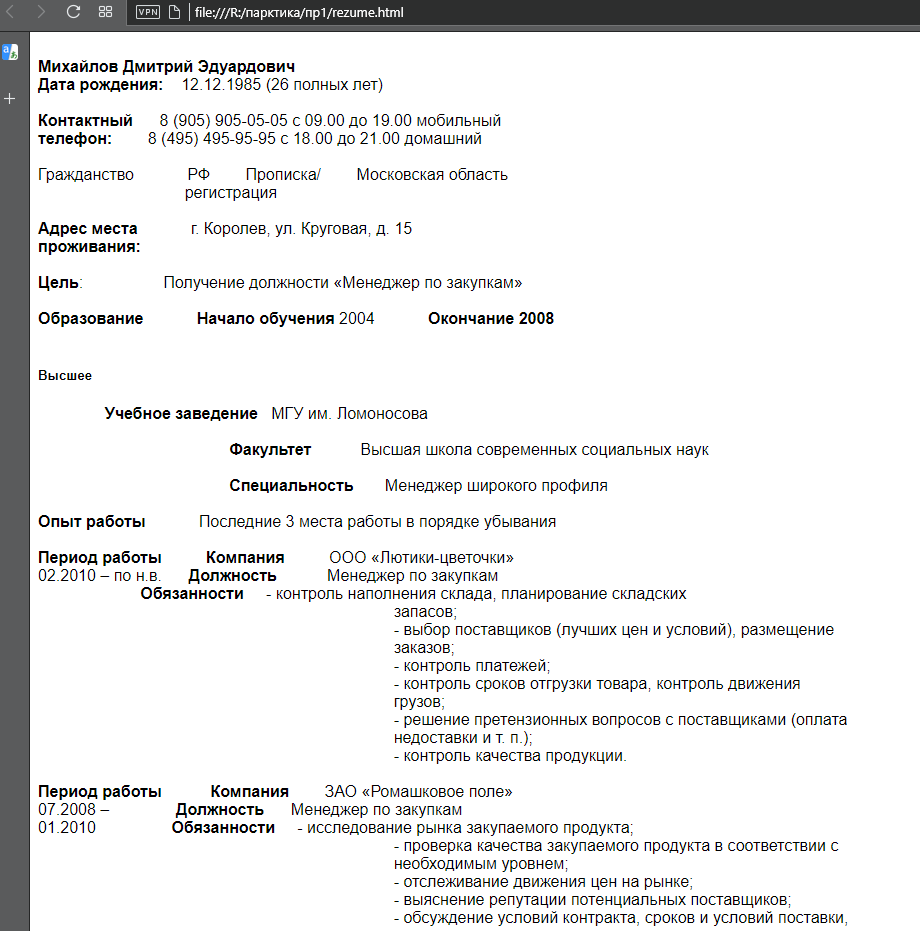 VPN file:///R:/парктика/пр1/rezume.html
Михайлов Дмитрий Эдуардович
Дата рождения: 12.12.1985 (26 полных лет)
Контактный 8 (905) 905-05-05 с 09.00 до 19.00 мобильный
телефон: 8 (495) 495-95-95 с 18.00 до 21.00 домашний
Гражданство РФ Прописка/ Московская область
регистрация
Адрес места г. Королев, ул. Круговая, д. 15
проживания:
Цель: Получение должности «Менеджер по закупкам»
Образование Начало обучения 2004 Окончание 2008
Высшее
Учебное заведение МГУ им. Ломоносова
Факультет Высшая школа современных социальных наук
Специальность Менеджер широкого профиля
Опыт работы Последние 3 места работы в порядке убывания
Период работы Компания ООО «Лютики-цветочки»
02.2010 – по н.в. Должность Менеджер по закупкам
Обязанности - контроль наполнения склада, планирование складских
запасов;
- выбор поставщиков (лучших цен и условий), размещение
заказов;
- контроль платежей;
- контроль сроков отгрузки товара, контроль движения
грузов;
- решение претензионных вопросов с поставщиками (оплата
недоставки и т. п.);
- контроль качества продукции.
Период работы Компания ЗАО «Ромашковое поле»
07.2008 – Должность Менеджер по закупкам
01.2010 Обязанности - исследование рынка закупаемого продукта;
- проверка качества закупаемого продукта в соответствии с
необходимым уровнем;
- отслеживание движения цен на рынке;
- выяснение репутации потенциальных поставщиков;
- обсуждение условий контракта, сроков и условий поставки,